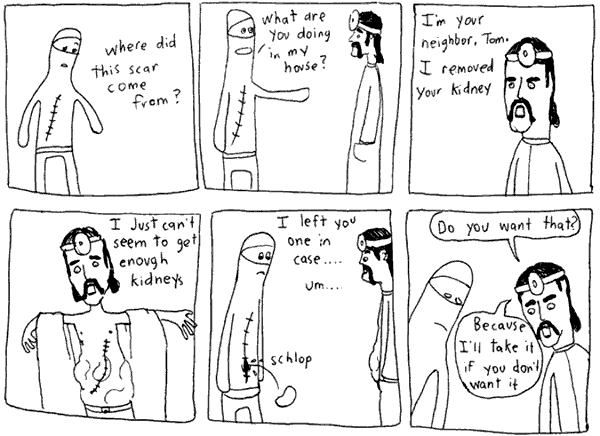 Where did
this scar
come
from?
What are
you doing
in my
house?
I'm your
neighbor, Tom.
I removed
your kidney
I Just can't
seem to get
enough
kidneys
I left you
one in
case....
um....
schlop
Do you want that?
Because
I'll take it
if you don't
want it